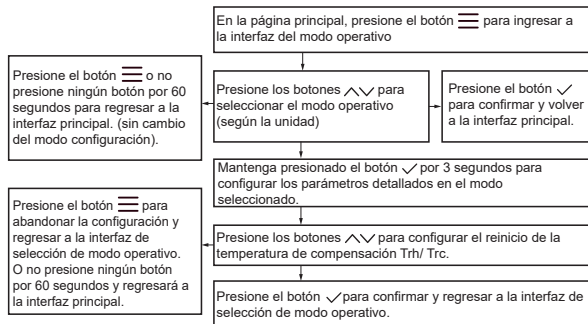 En la página principal, presione el botón para ingresar a
la interfaz del modo operativo
Presione el botón o no
presione ningún botón por 60
segundos para regresar a la
interfaz principal. (sin cambio
del modo configuración).
Presione los botones para
seleccionar el modo operativo
(según la unidad)
Presione el botón ✓
para confirmar y volver
a la interfaz principal.
Mantenga presionado el botón ✓ por 3 segundos para
configurar los parámetros detallados en el modo
seleccionado.
Presione el botón para
abandonar la configuración y
regresar a la interfaz de
selección de modo operativo.
O no presione ningún botón
por 60 segundos y regresará a
la interfaz principal.
Presione los botones para configurar el reinicio de la
temperatura de compensación Trh/ Trc.
Presione el botón ✓ para confirmar y regresar a la interfaz de
selección de modo operativo.